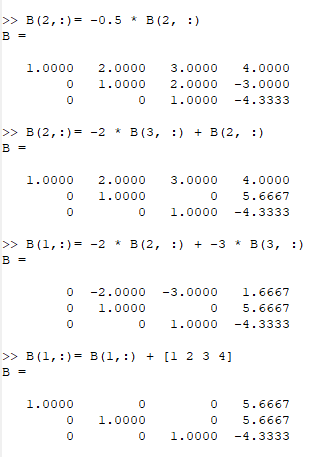 >> B(2,:)= -0.5 * B(2, :)
B =
1.0000 2.0000 3.0000 4.0000
0 1.0000 2.0000 -3.0000
0 0 1.0000 -4.3333
>> B(2,:)= -2 * B(3, :) + B(2, :)
B =
1.0000 2.0000 3.0000 4.0000
0 1.0000 0 5.6667
0 0 1.0000 -4.3333
>> B(1,:)= -2 * B(2, :) + -3 * B(3, :)
B =
0 -2.0000 -3.0000 1.6667
0 1.0000 0 5.6667
0 0 1.0000 -4.3333
>> B(1,:)= B(1,:) + [1 2 3 4]
B =
1.0000 0 0 5.6667
0 1.0000 0 5.6667
0 0 1.0000 -4.3333